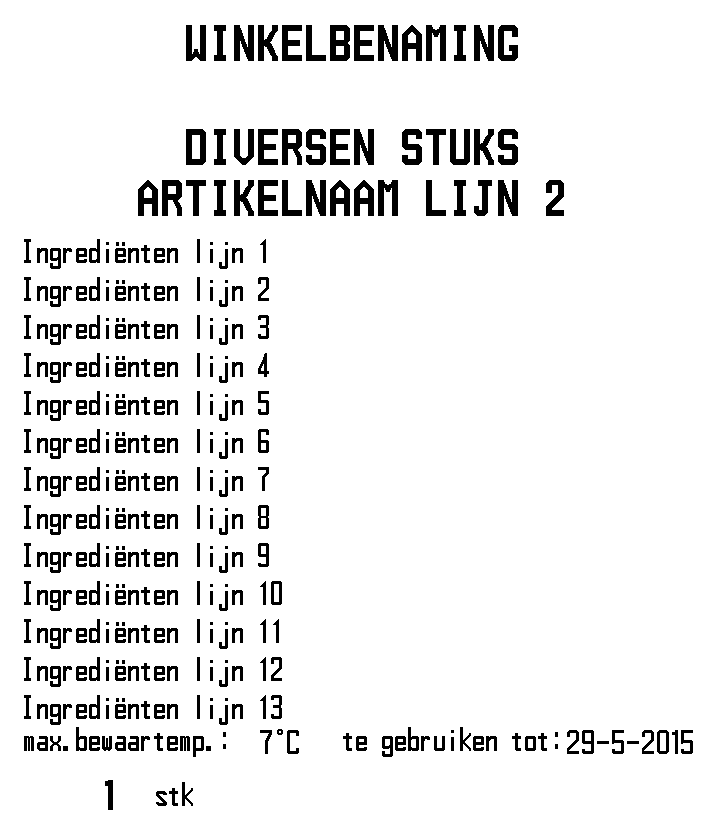 WINKELBENAMING
DIVERSEN STUKS
ARTIKELNAAM LIJN 2
Ingrediënten lijn 1
Ingrediënten lijn 2
Ingrediënten lijn 3
Ingrediënten lijn 4
Ingrediënten lijn 5
Ingrediënten lijn 6
Ingrediënten lijn 7
Ingrediënten lijn 8
Ingrediënten lijn 9
Ingrediënten lijn 10
Ingrediënten lijn 11
Ingrediënten lijn 12
Ingrediënten lijn 13
max.bewaartemp.: 7°C te gebruiken tot:29-5-2015
1 stk